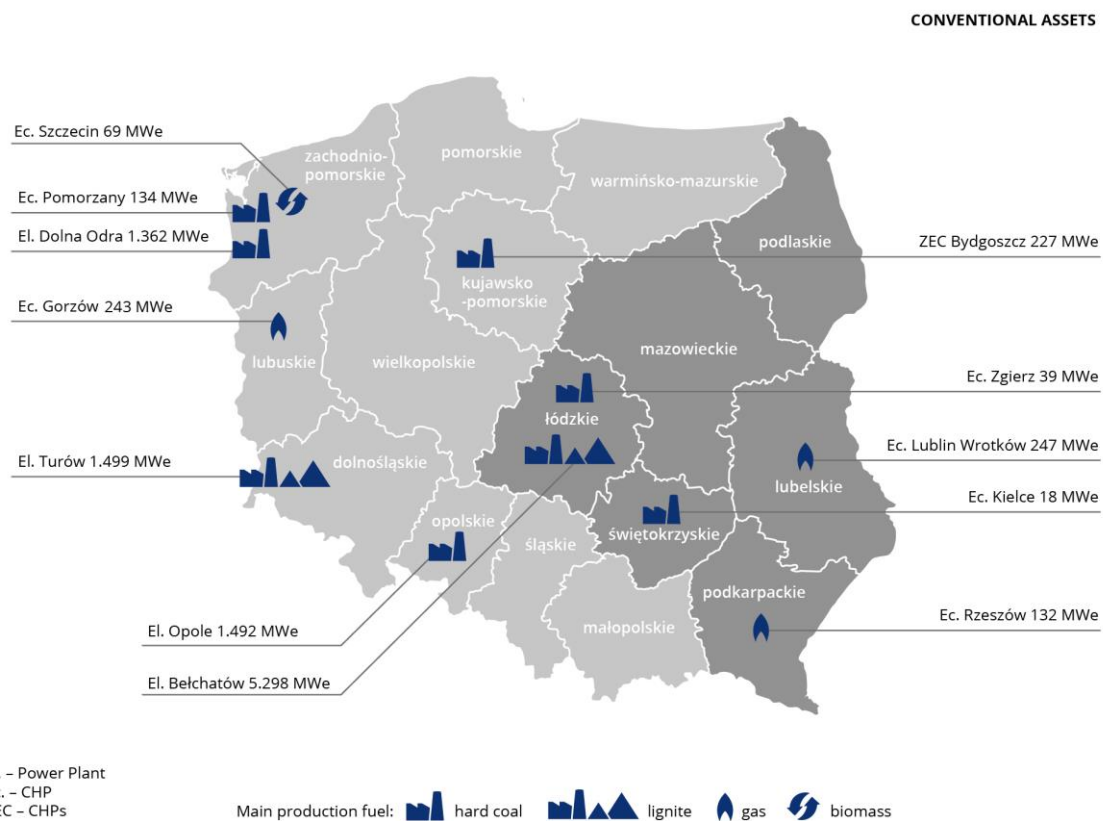 CONVENTIONAL ASSETS
Ec. Szczecin 69 MWe
Ec. Pomorzany 134 MWe
El. Dolna Odra 1.362 MWe
Ec. Gorzów 243 MWe
El. Turów 1.499 MWe
El. Opole 1.492 MWe
El. Bełchatów 5.298 MWe
zachodnio-
pomorskie
pomorskie
warmińsko-mazurskie
podlaskie
kujawsko
-pomorskie
mazowieckie
lubuskie
wielkopolskie
łódzkie
dolnośląskie
lubelskie
opolskie
śląskie
świętokrzyskie
podkarpackie
małopolskie
ZEC Bydgoszcz 227 MWe
Ec. Zgierz 39 MWe
Ec. Lublin Wrotków 247 MWe
Ec. Kielce 18 MWe
Ec. Rzeszów 132 MWe
. – Power Plant
. – CHP
EC – CHPs
Main production fuel: hard coal lignite gas biomass